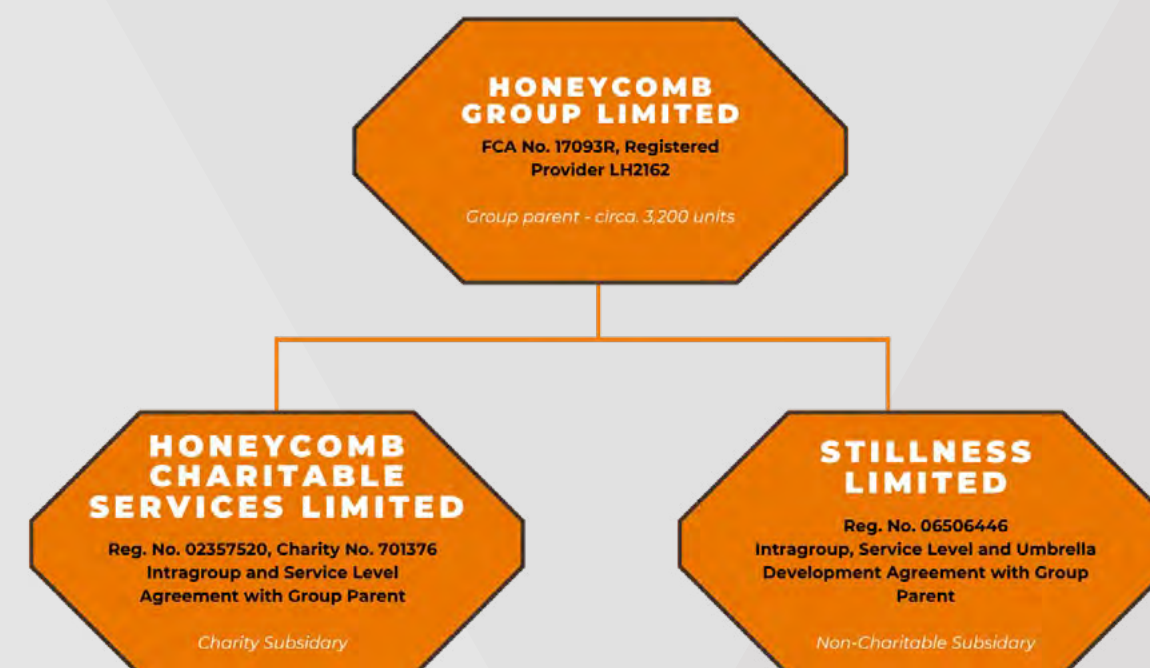 HONEYCOMB
GROUP LIMITED
FCA No. 17093R, Registered
Provider LH2162
Group parent - circa. 3,200 units
HONEYCOMB
CHARITABLE
SERVICES LIMITED
Reg. No. 02357520, Charity No. 701376
Intragroup and Service Level
Agreement with Group Parent
Charity Subsidary
STILLNESS
LIMITED
Reg. No. 06506446
Intragroup, Service Level and Umbrella
Development Agreement with Group
Parent
Non-Charitable Subsidary